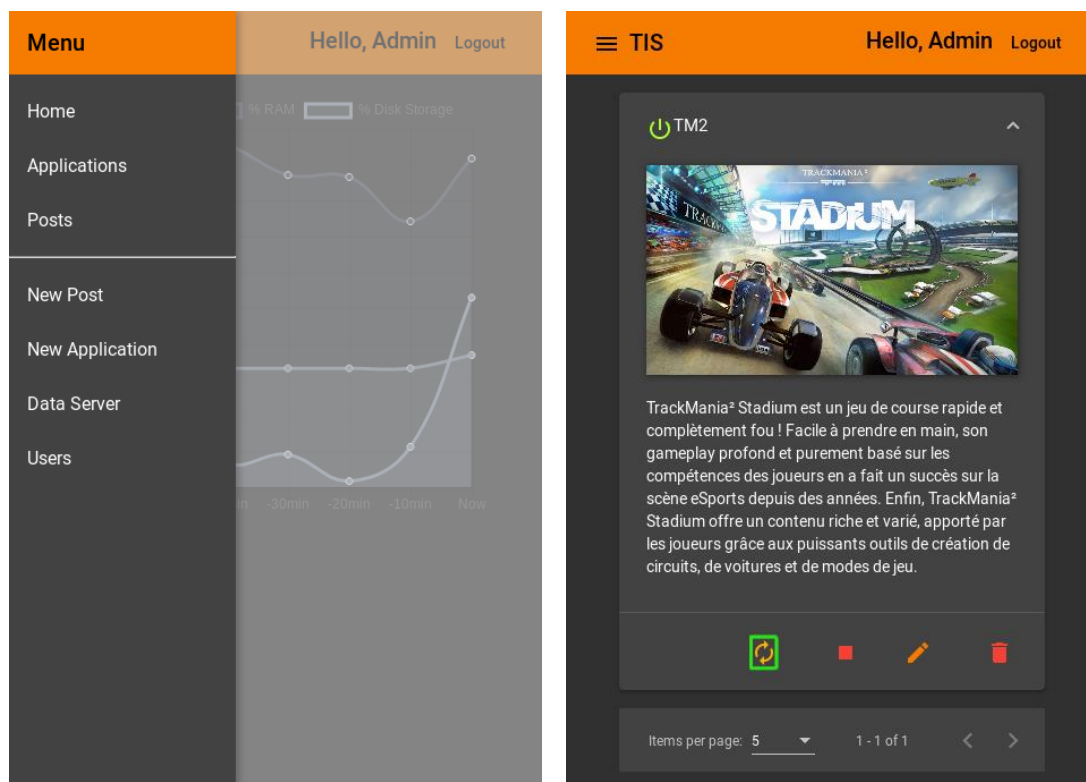 Menu
Hello, Admin Logout
Home
Applications
Posts
New Post
New Application
Data Server
Users
% RAM % Disk Storage
-30min -20min -10min Now
TIS
Hello, Admin Logout
TM2
TRACKMANIA²
STADIUM
TrackMania² Stadium est un jeu de course rapide et
complètement fou ! Facile à prendre en main, son
gameplay profond et purement basé sur les
compétences des joueurs en a fait un succès sur la
scène eSports depuis des années. Enfin, TrackMania²
Stadium offre un contenu riche et varié, apporté par
les joueurs grâce aux puissants outils de création de
circuits, de voitures et de modes de jeu.
Items per page: 5 1 - 1 of 1